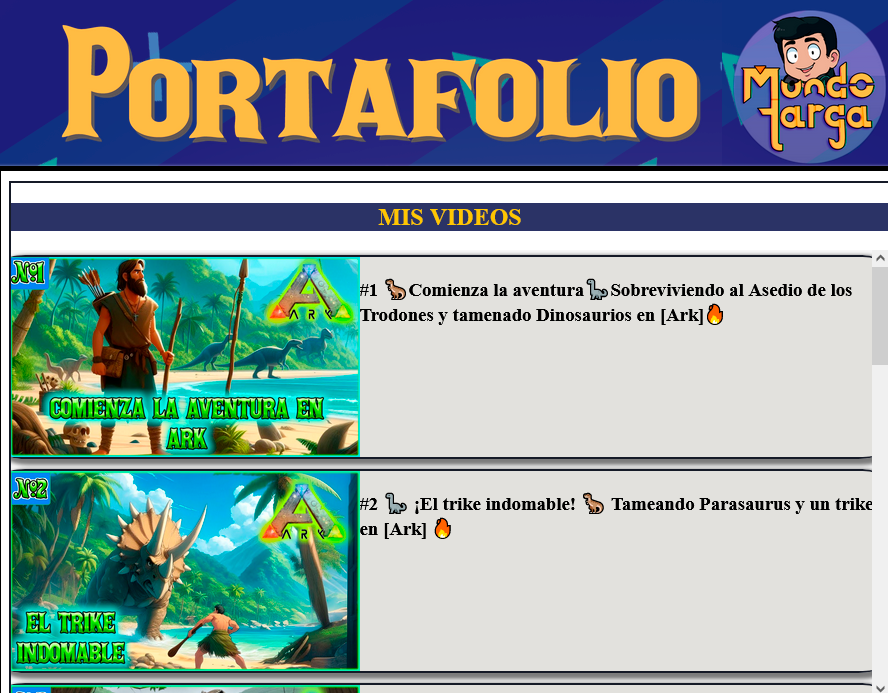 PORTAFOLIO
Mundo
targa
MIS VIDEOS
Nº1
ARK
COMIENZA LA AVENTURA EN
ARK
#1 🦖Comienza la aventura🦕Sobreviviendo al Asedio de los
Trodones y tamenado Dinosaurios en [Ark]🔥
Nº2
ARK
EL TRIKE
INDOMABLE
#2 🦕 ¡El trike indomable! 🦖 Tameando Parasaurus y un trike
en [Ark] 🔥